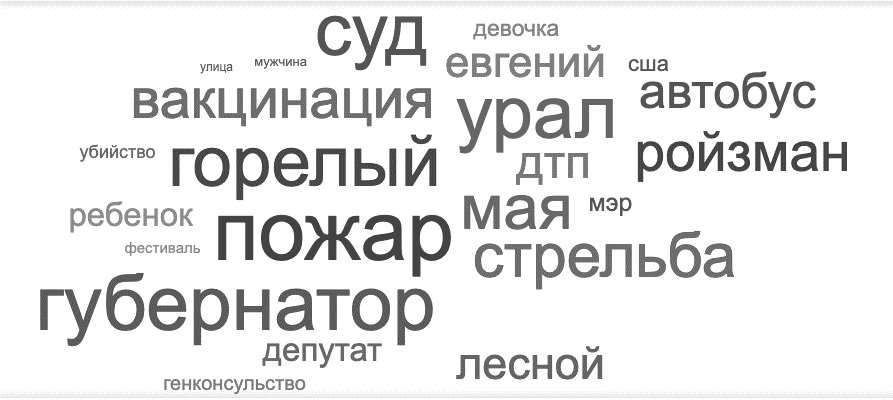 суд
девочка
улица
мужчина
евгений
сша
вакцинация
урал
автобус
убийство
горелый
дтп
ройзман
ребенок
пожар
мая
мэр
фестиваль
стрельба
губернатор
депутат
лесной
генконсульство